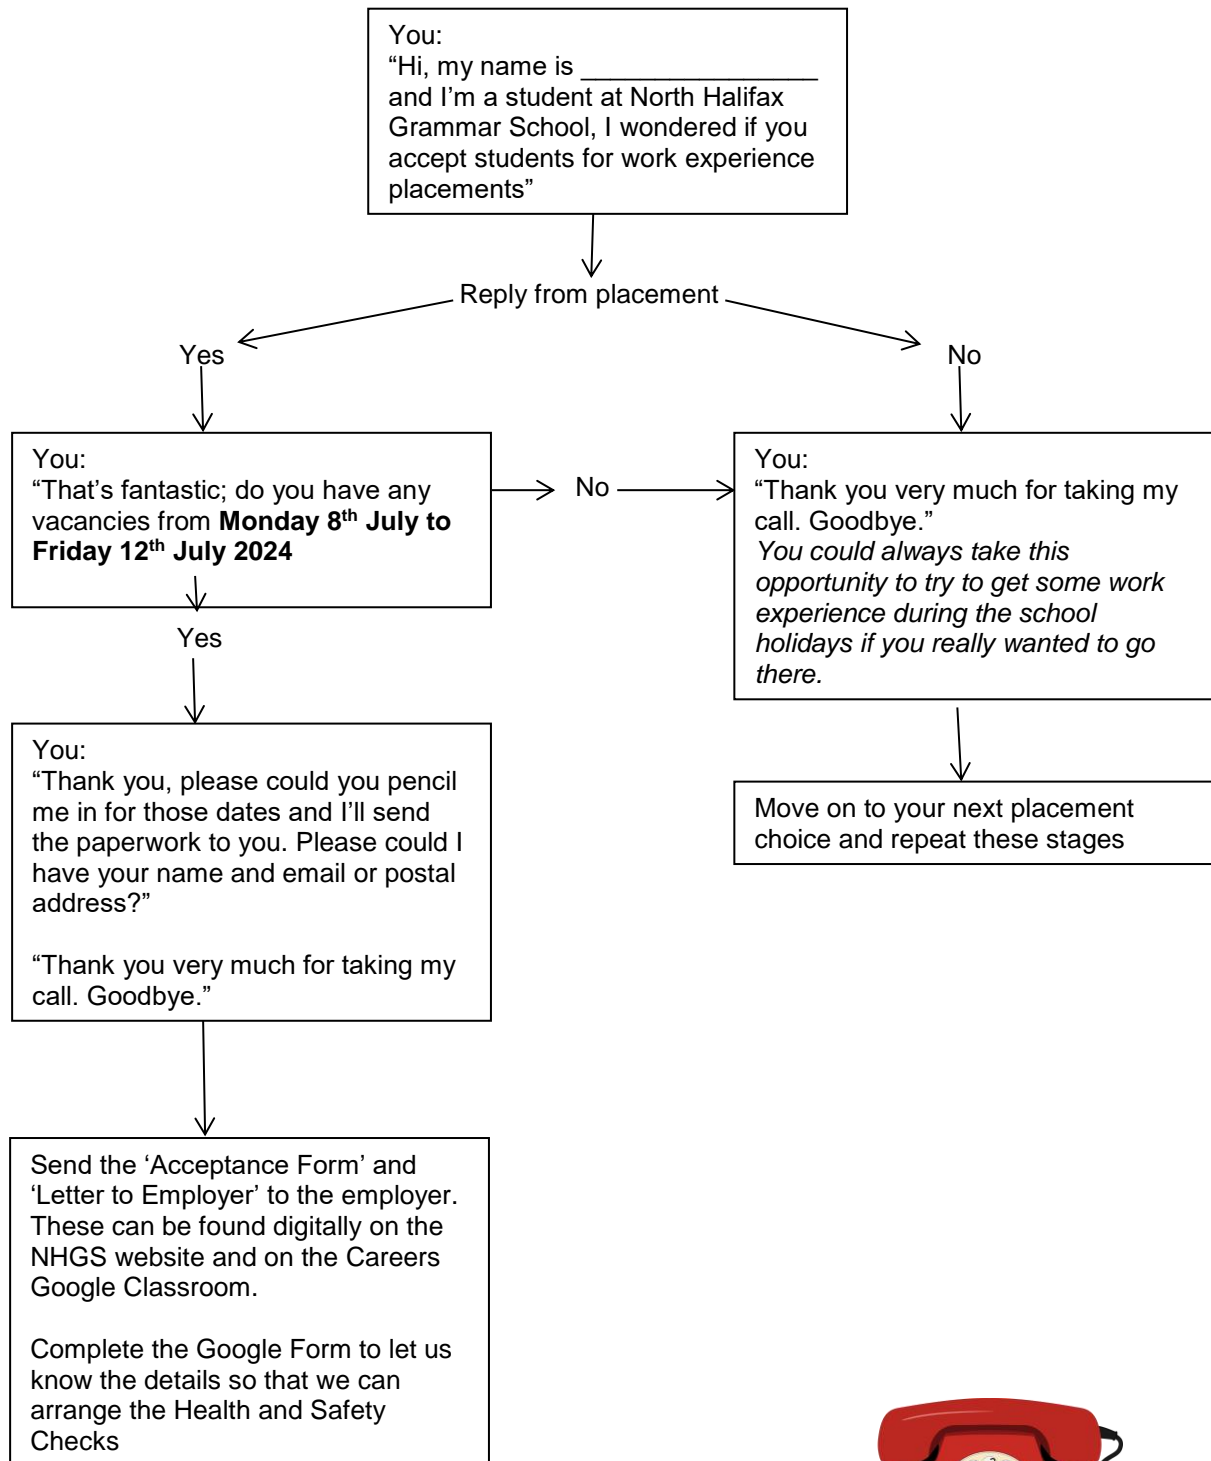 You:
“Hi, my name is ________________
and I’m a student at North Halifax
Grammar School, I wondered if you
accept students for work experience
placements”
Reply from placement
Yes
No
You:
“That’s fantastic; do you have any
vacancies from Monday 8th July to
Friday 12th July 2024
No
You:
“Thank you very much for taking my
call. Goodbye.”
You could always take this
opportunity to try to get some work
experience during the school
holidays if you really wanted to go
there.
Yes
You:
“Thank you, please could you pencil
me in for those dates and I’ll send
the paperwork to you. Please could I
have your name and email or postal
address?”
“Thank you very much for taking my
call. Goodbye.”
Move on to your next placement
choice and repeat these stages
Send the ‘Acceptance Form’ and
‘Letter to Employer’ to the employer.
These can be found digitally on the
NHGS website and on the Careers
Google Classroom.
Complete the Google Form to let us
know the details so that we can
arrange the Health and Safety
Checks